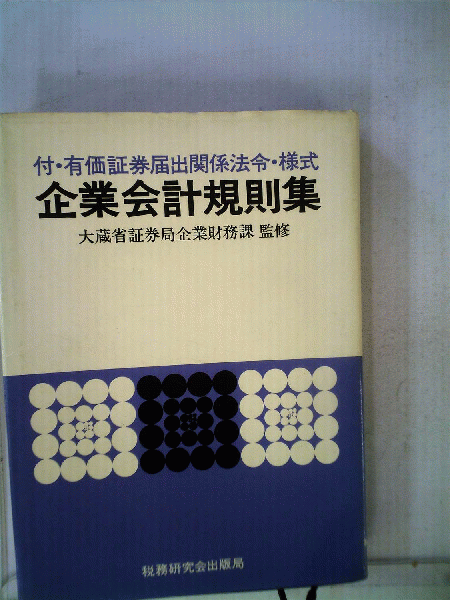 付・有価証券届出関係法令・様式
企業会計規則集
大蔵省証券局企業財務課 監修
税務研究会出版局